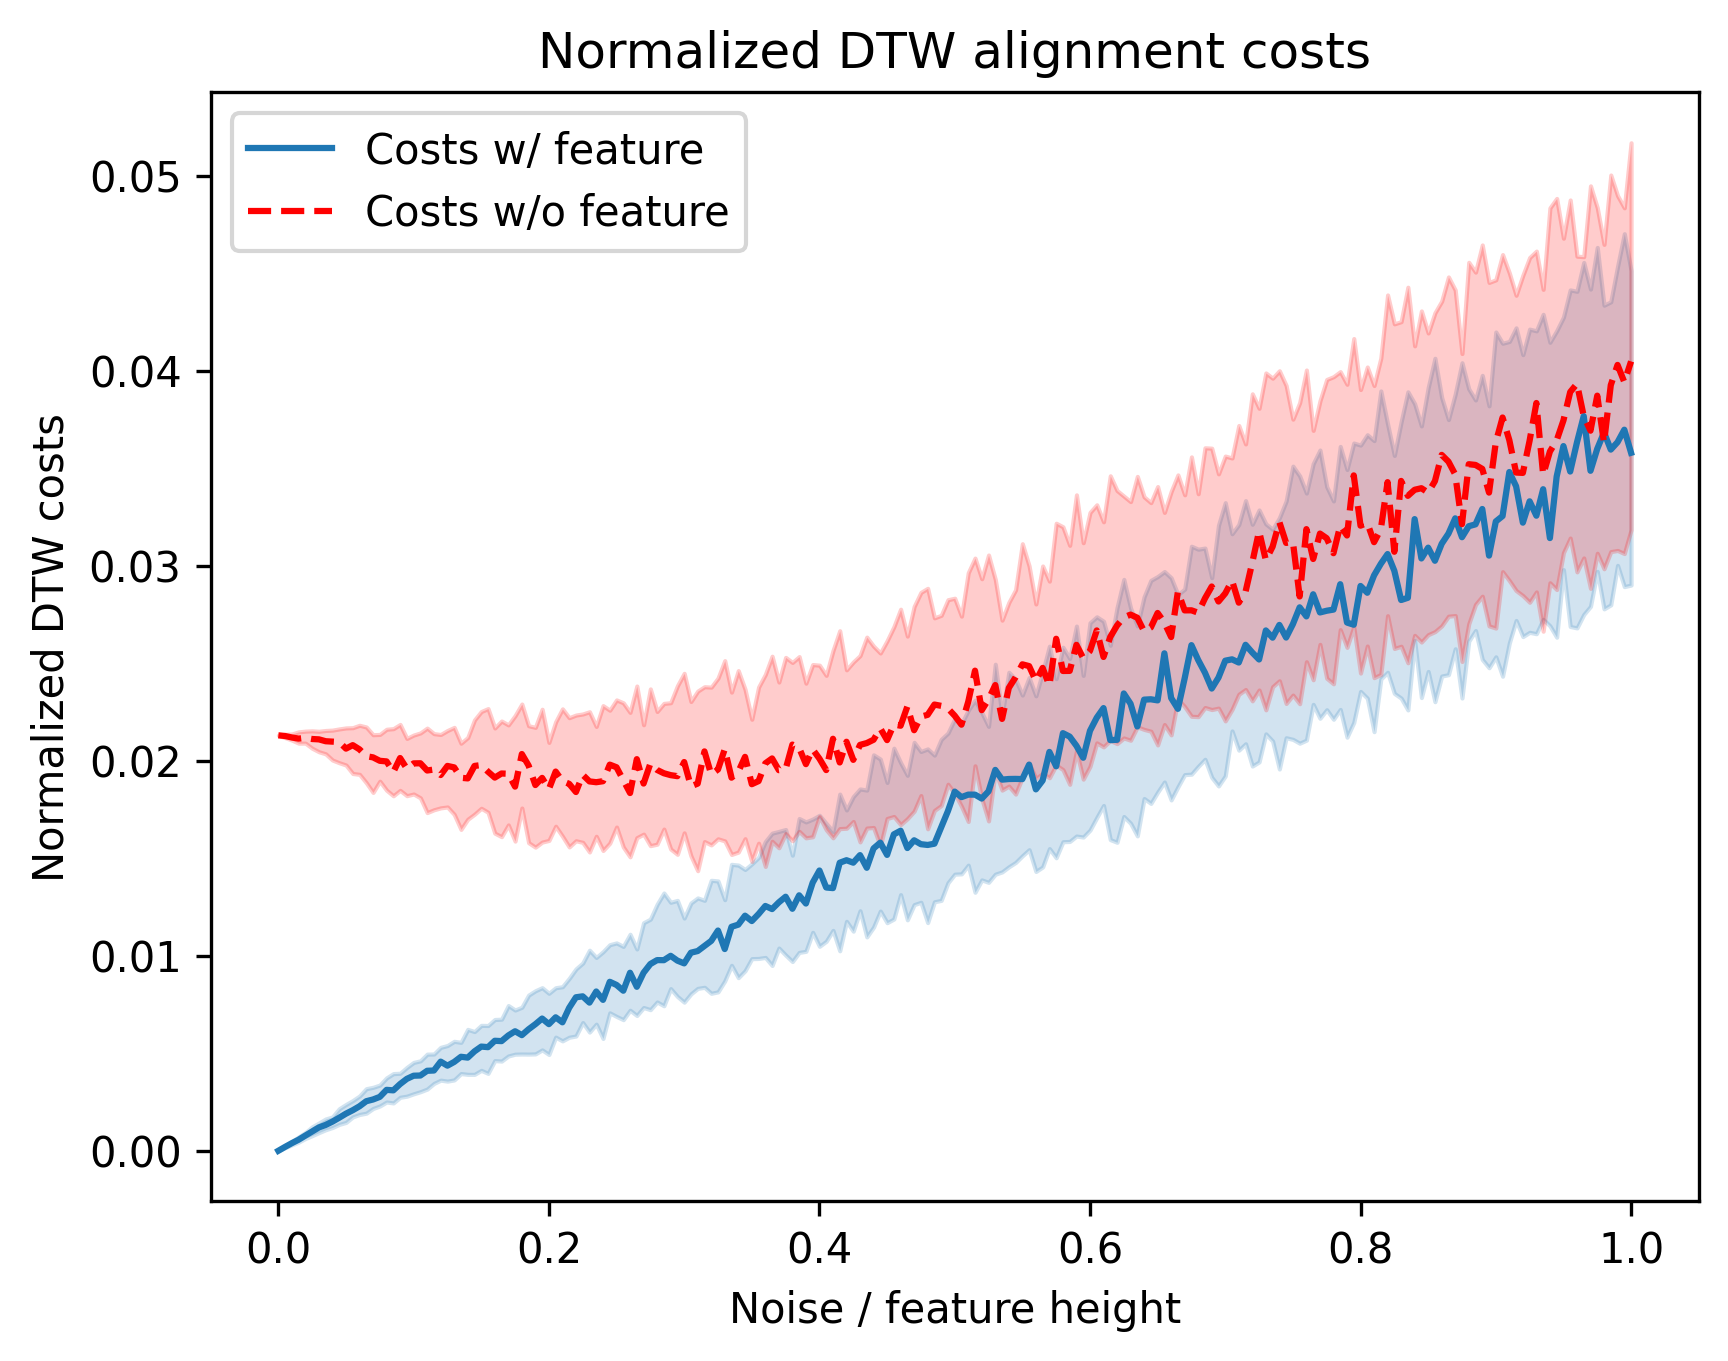 Normalized DTW alignment costs
Costs w/ feature
Costs w/o feature
0.05
0.04
0.03
0.02
0.01
0.00
Normalized DTW costs
0.0 0.2 0.4 0.6 0.8 1.0
Noise / feature height